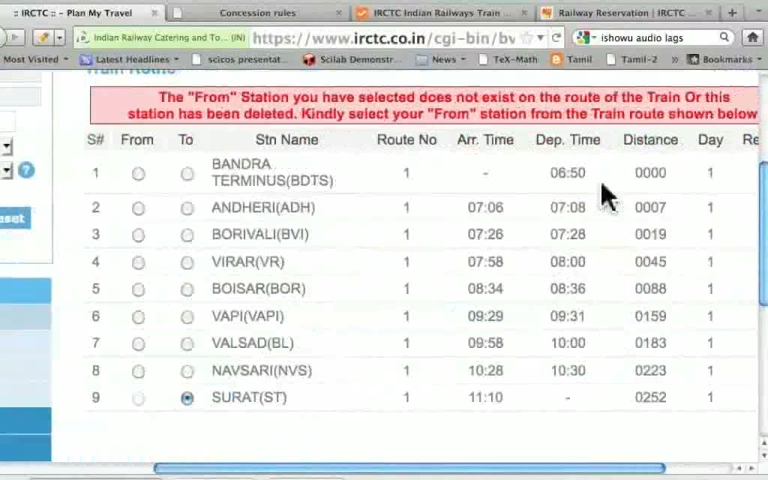 :: IRCTC :: - Plan My Travel
Concession rules
IRCTC Indian Railways Train ...
Railway Reservation | IRCTC ...
Indian Railway Catering and To... (IN)
https://www.irctc.co.in/cgi-bin/bv
ishowu audio lags
Most Visited
Latest Headlines
scicos presentat...
Scilab Demonstr...
News
TeX-Math
Tamil
Tamil-2
»
Bookmarks
The "From" Station you have selected does not exist on the route of the Train Or this
station has been deleted. Kindly select your "From" station from the Train route shown below
S# From To Stn Name Route No Arr. Time Dep. Time Distance Day Re
1 BANDRA TERMINUS(BDTS) 1 - 06:50 0000 1
2 ANDHERI(ADH) 1 07:06 07:08 0007 1
3 BORIVALI(BVI) 1 07:26 07:28 0019 1
4 VIRAR(VR) 1 07:58 08:00 0045 1
5 BOISAR(BOR) 1 08:34 08:36 0088 1
6 VAPI(VAPI) 1 09:29 09:31 0159 1
7 VALSAD(BL) 1 09:58 10:00 0183 1
8 NAVSARI(NVS) 1 10:28 10:30 0223 1
9 SURAT(ST) 1 11:10 - 0252 1
?
eset